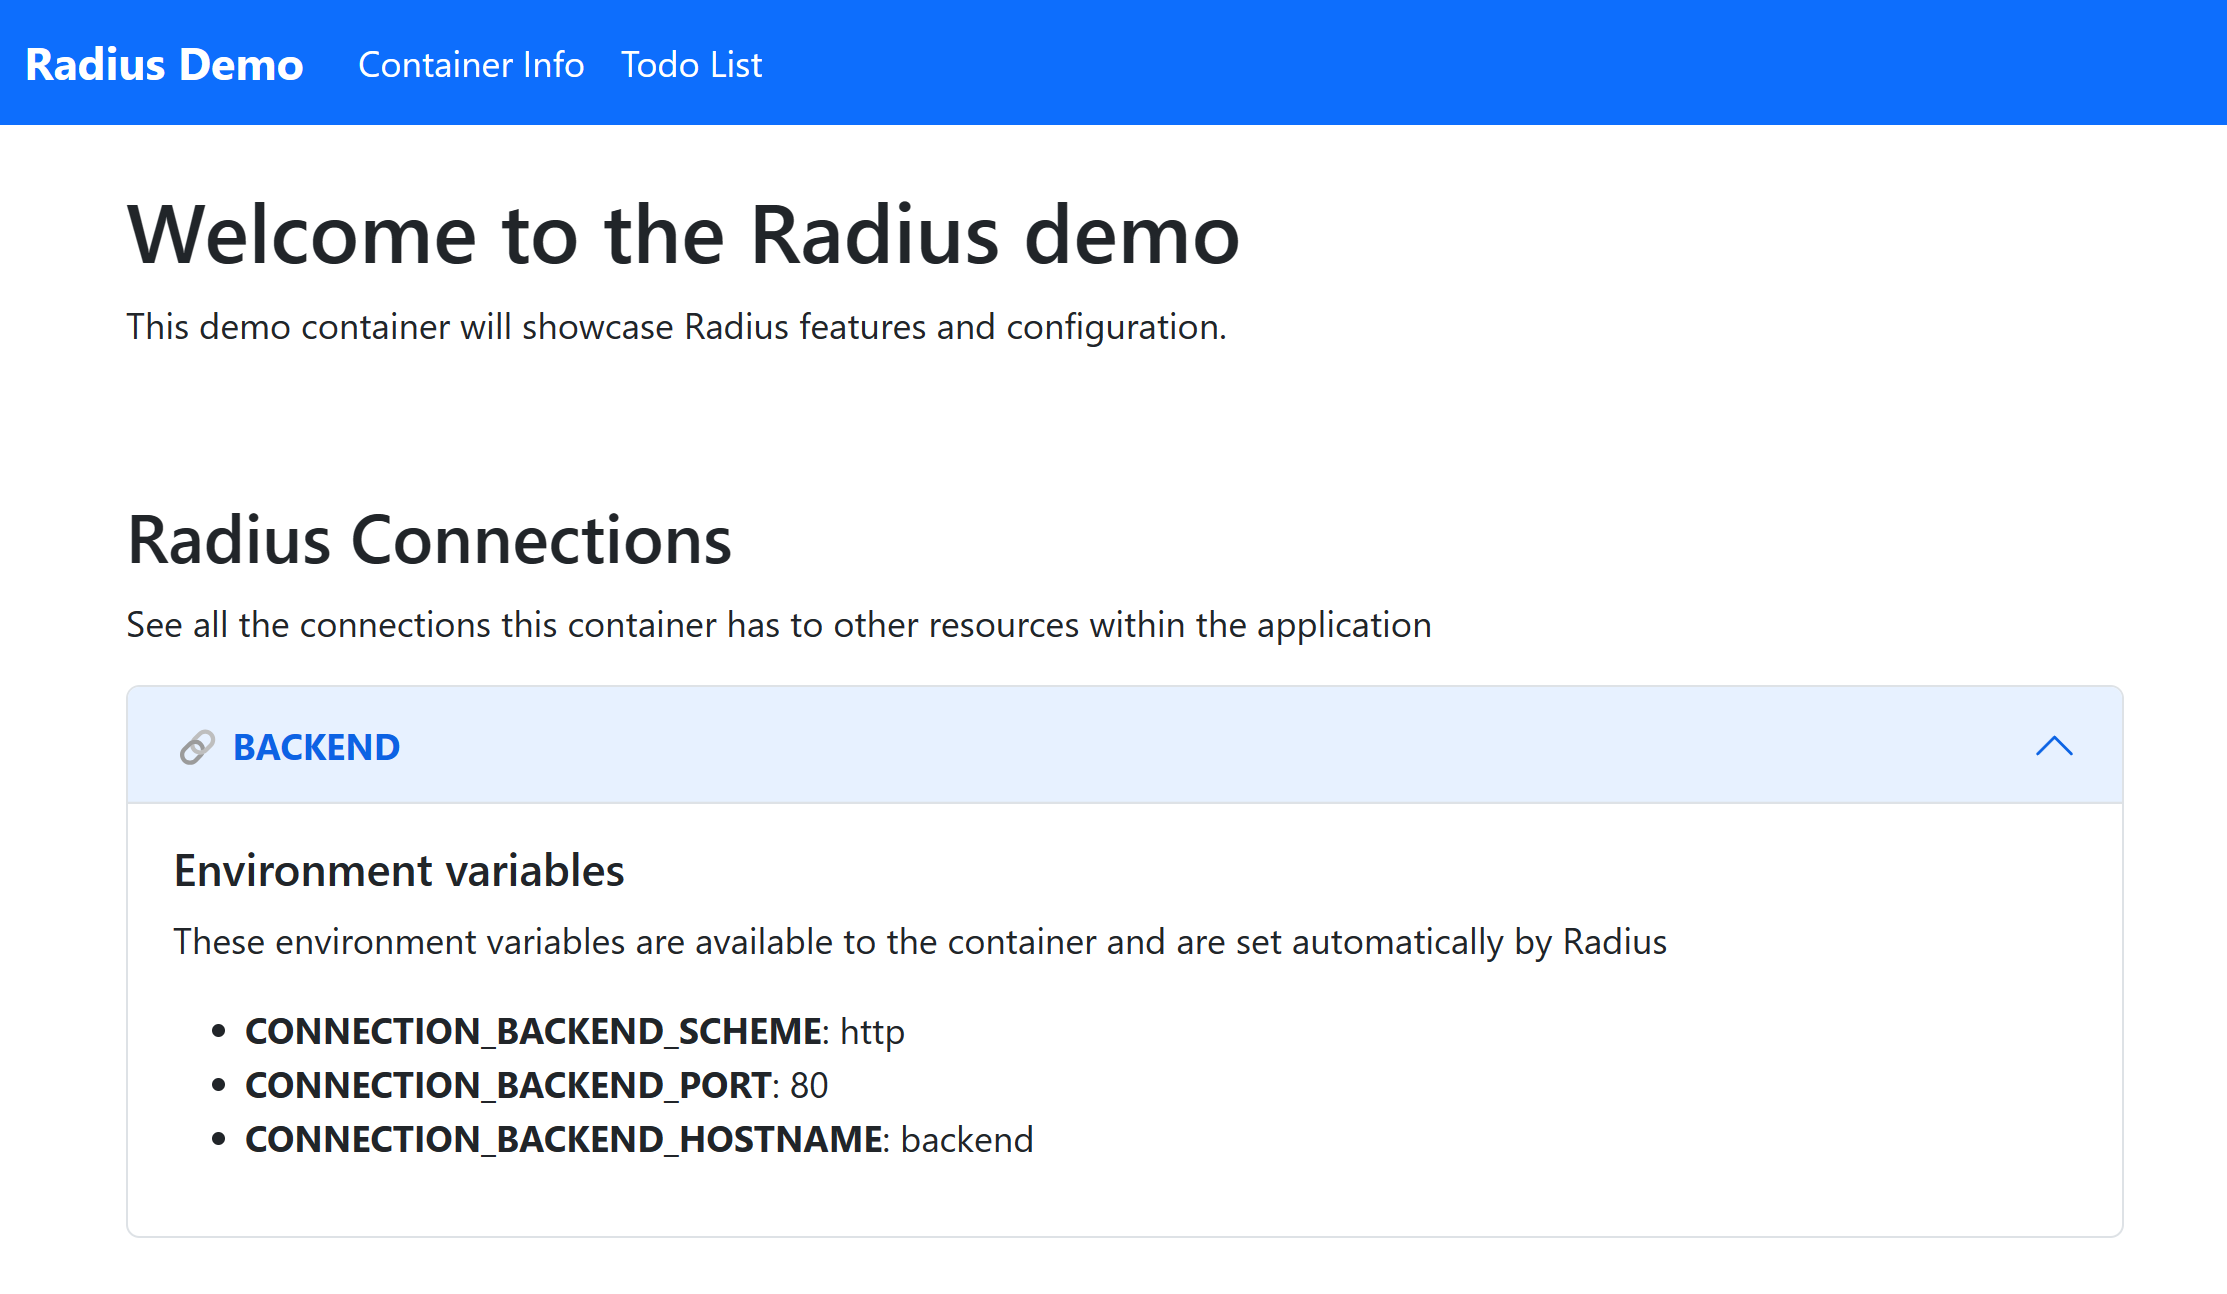 Radius Demo Container Info Todo List
Welcome to the Radius demo
This demo container will showcase Radius features and configuration.
Radius Connections
See all the connections this container has to other resources within the application
BACKEND
Environment variables
These environment variables are available to the container and are set automatically by Radius
• CONNECTION_BACKEND_SCHEME: http
• CONNECTION_BACKEND_PORT: 80
• CONNECTION_BACKEND_HOSTNAME: backend